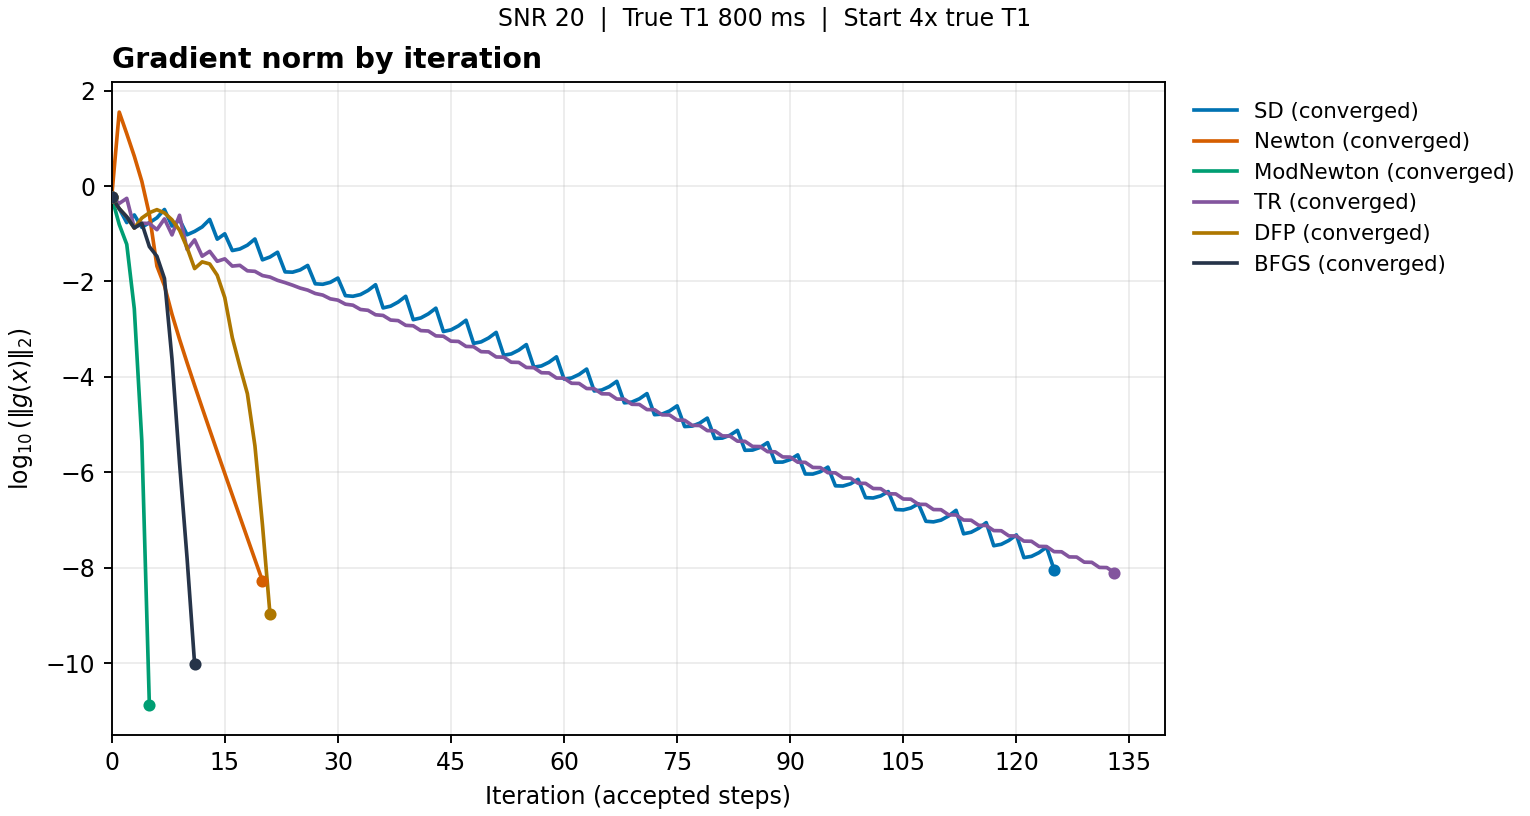 SNR 20 | True T1 800 ms | Start 4x true T1
Gradient norm by iteration
2
0
−2
−4
−6
−8
−10
log₁₀(‖g(x)‖₂)
0 15 30 45 60 75 90 105 120 135
Iteration (accepted steps)
SD (converged)
Newton (converged)
ModNewton (converged)
TR (converged)
DFP (converged)
BFGS (converged)